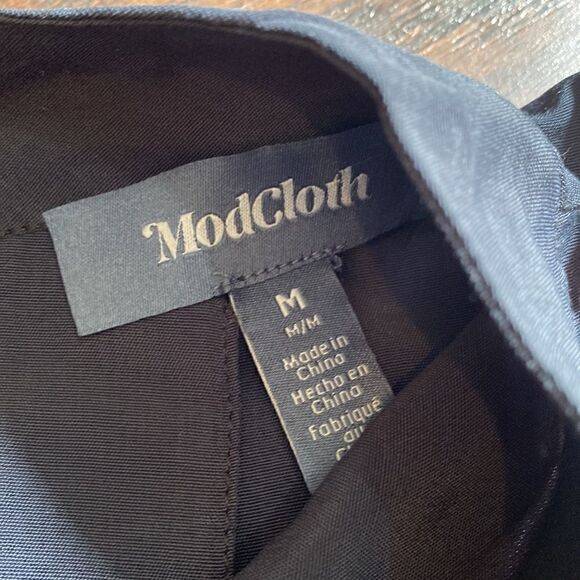 ModCloth
M
M/M
Made in
China
Hecho en
China
Fabriqué